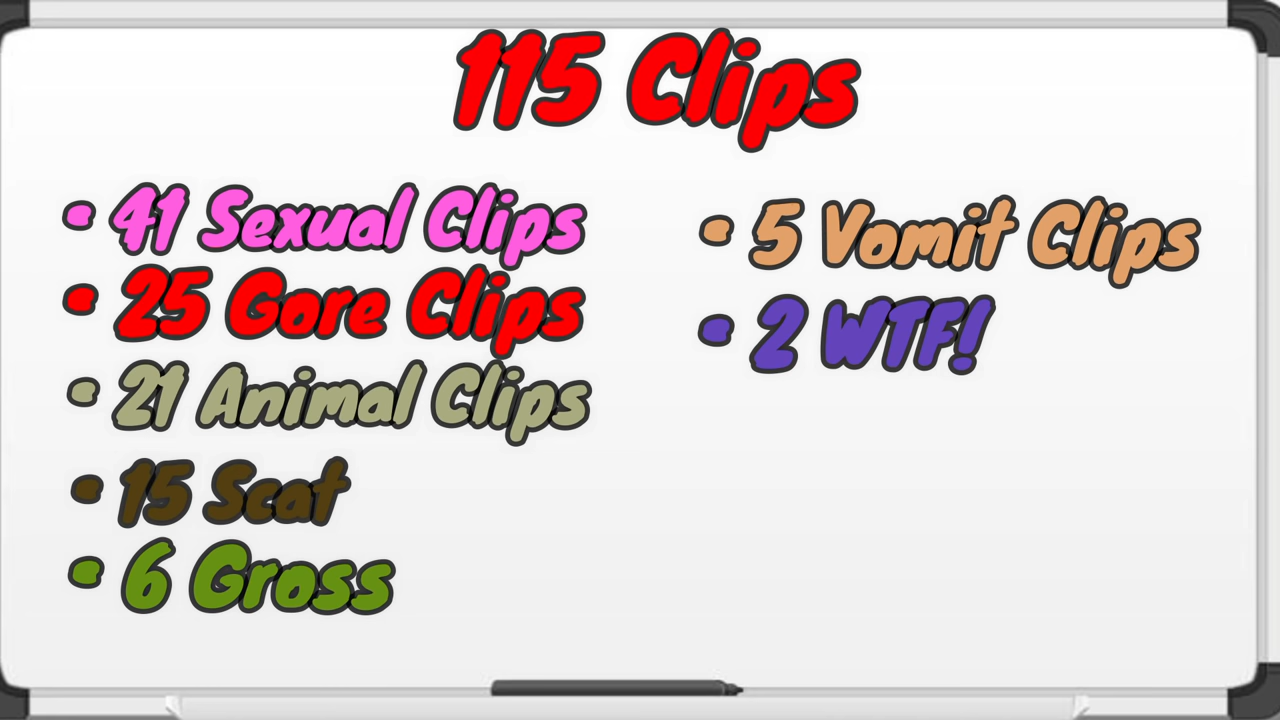 115 Clips
• 41 Sexual Clips
• 25 Gore Clips
• 21 Animal Clips
• 15 Scat
• 6 Gross
• 5 Vomit Clips
• 2 WTF!